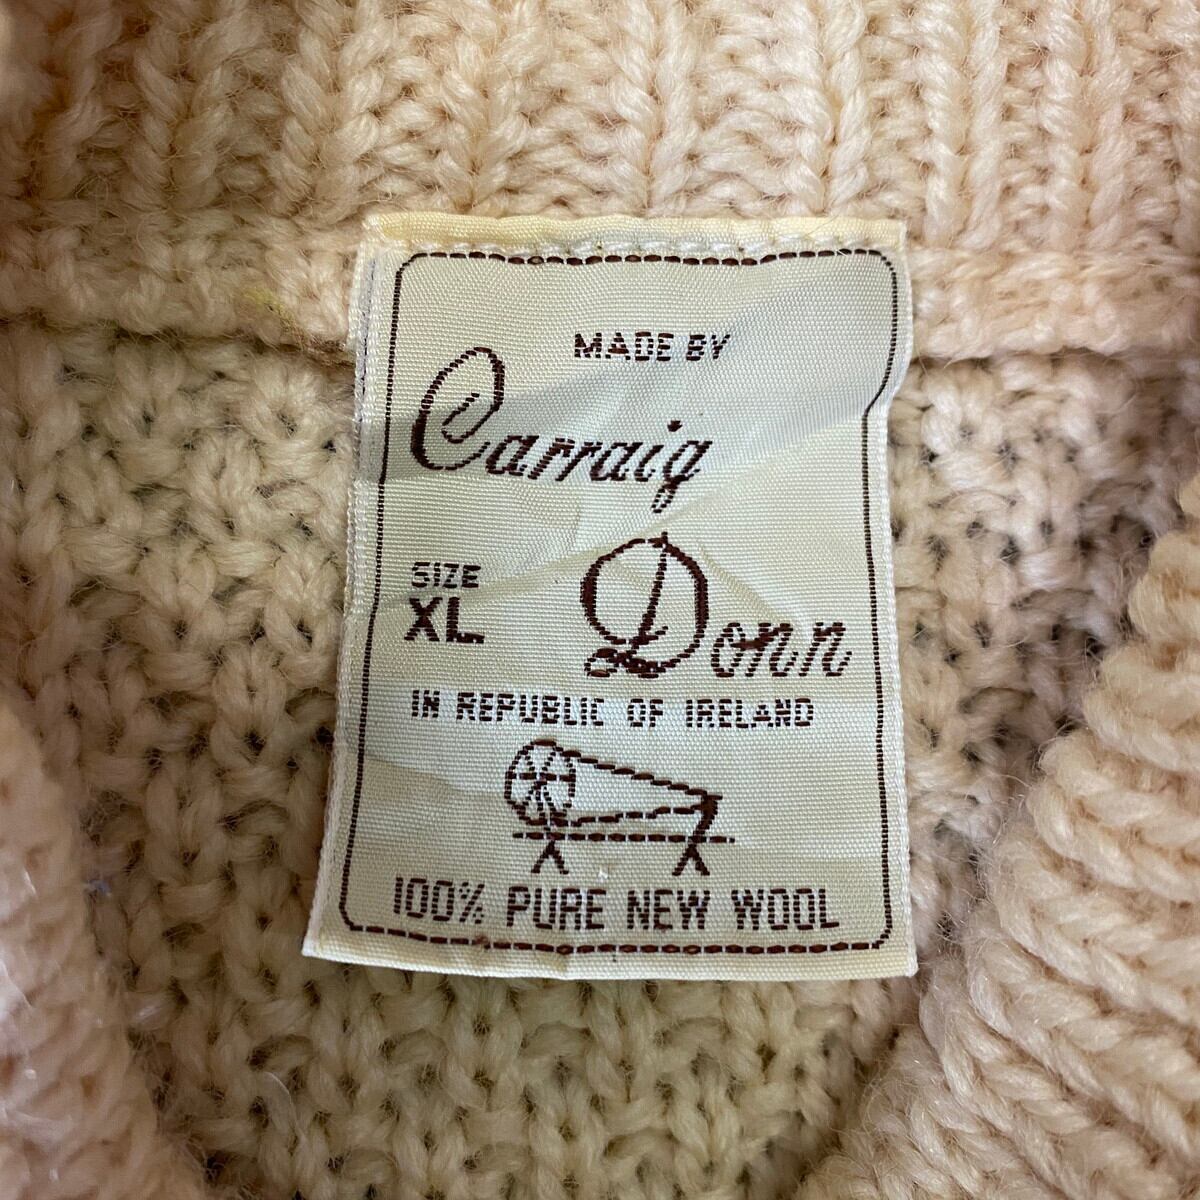 MADE BY
Carraig
SIZE
XL
Donn
IN REPUBLIC OF IRELAND
100% PURE NEW WOOL